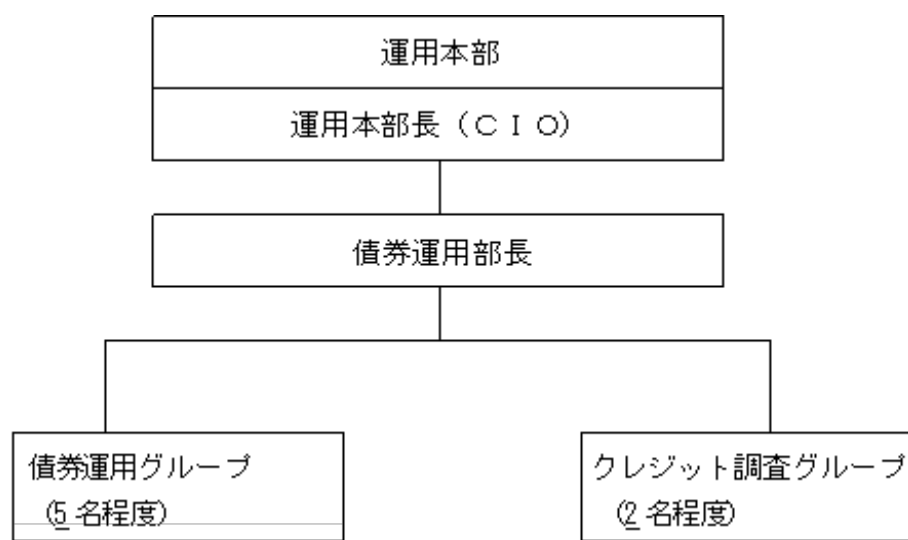 運用本部
運用本部長（ＣＩＯ）
債券運用部長
債券運用グループ
（5 名程度）
クレジット調査グループ
（2 名程度）